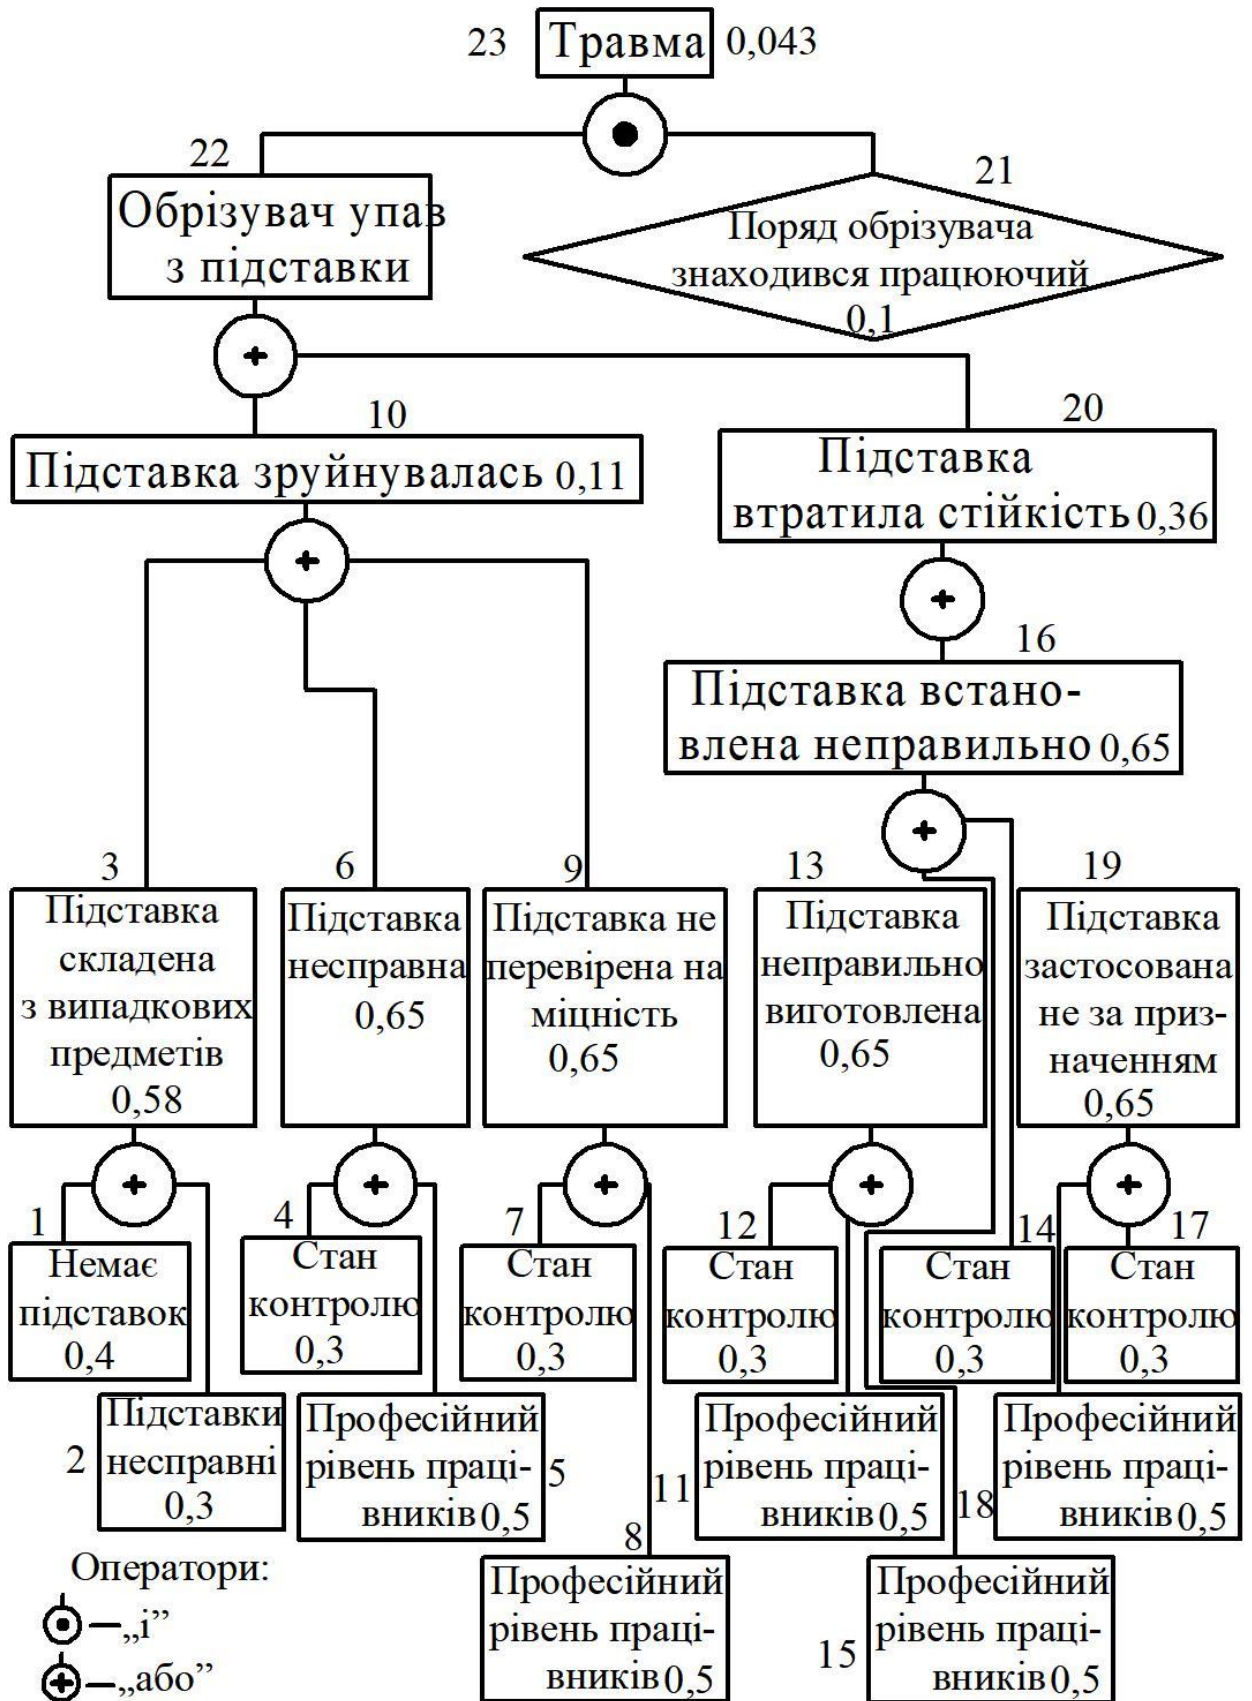 23
Травма
0,043
22
Обрізувач упав
з підставки
21
Поряд обрізувача
знаходився працюючий
0,1
10
Підставка зруйнувалась 0,11
20
Підставка
втратила стійкість 0,36
16
Підставка встано-
влена неправильно 0,65
3
Підставка
складена
з випадкових
предметів
0,58
6
Підставка
несправна
0,65
9
Підставка не
перевірена на
міцність
0,65
13
Підставка
неправильно
виготовлена
0,65
19
Підставка
застосована
не за приз-
наченням
0,65
1
Немає
підставок
0,4
4
Стан
контролю
0,3
7
Стан
контролю
0,3
12
Стан
контролю
0,3
14
Стан
контролю
0,3
17
Стан
контролю
0,3
2
Підставки
несправні
0,3
Професійний
рівень праці-
вників 0,5
5
11
Професійний
рівень праці-
вників 0,5
18
Професійний
рівень праці-
вників 0,5
8
Професійний
рівень праці-
вників 0,5
15
Професійний
рівень праці-
вників 0,5
Оператори:
– „і”
– „або”